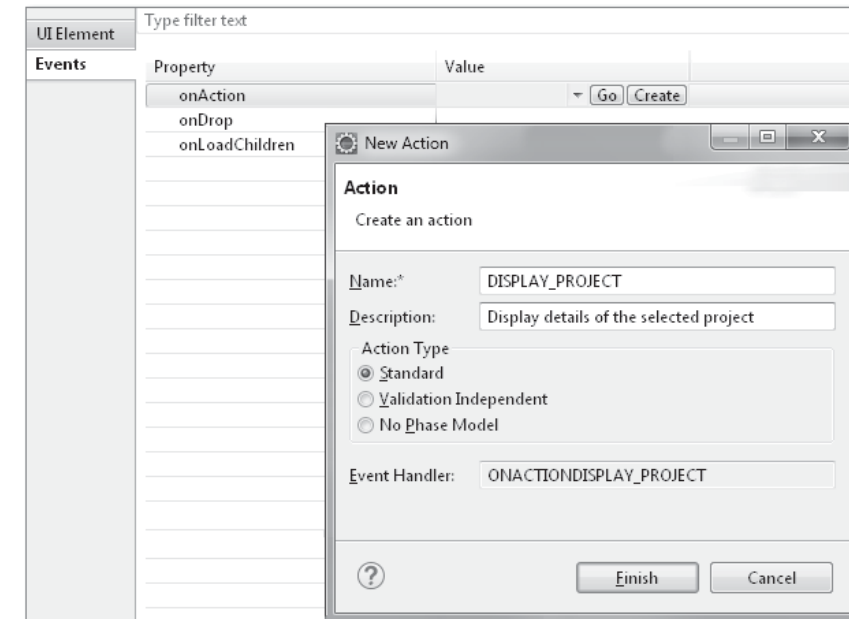 Type filter text
UI Element
Events
Property Value
onAction Go Create
onDrop
onLoadChildren
New Action
Action
Create an action
Name:* DISPLAY_PROJECT
Description: Display details of the selected project
Action Type
Standard
Validation Independent
No Phase Model
Event Handler: ONACTIONDISPLAY_PROJECT
? Finish Cancel